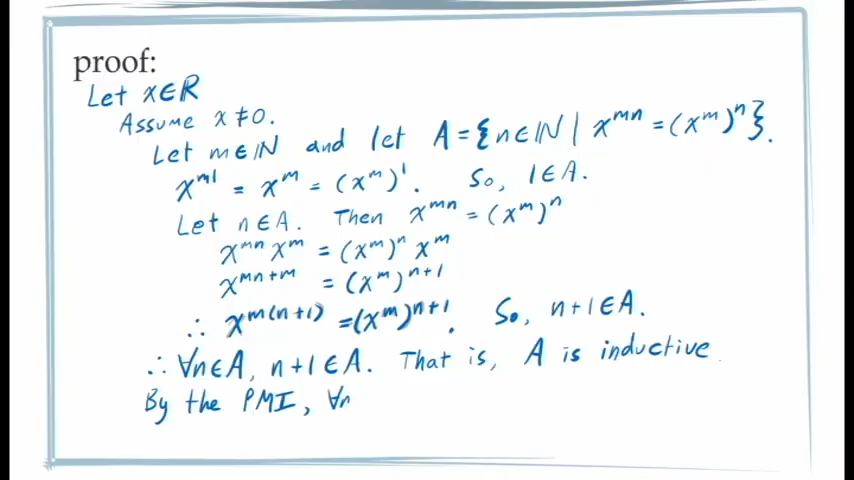 proof:
Let x∈ℝ
Assume x ≠ 0.
Let m∈ℕ and let A = {n∈ℕ | x^{mn} = (x^m)^n}.
x^{m1} = x^m = (x^m)^1. So, 1∈A.
Let n∈A. Then x^{mn} = (x^m)^n
x^{mn} x^m = (x^m)^n x^m
x^{mn+m} = (x^m)^{n+1}
∴ x^{m(n+1)} = (x^m)^{n+1}. So, n+1∈A.
∴ ∀n∈A, n+1∈A. That is, A is inductive.
By the PMI, ∀n